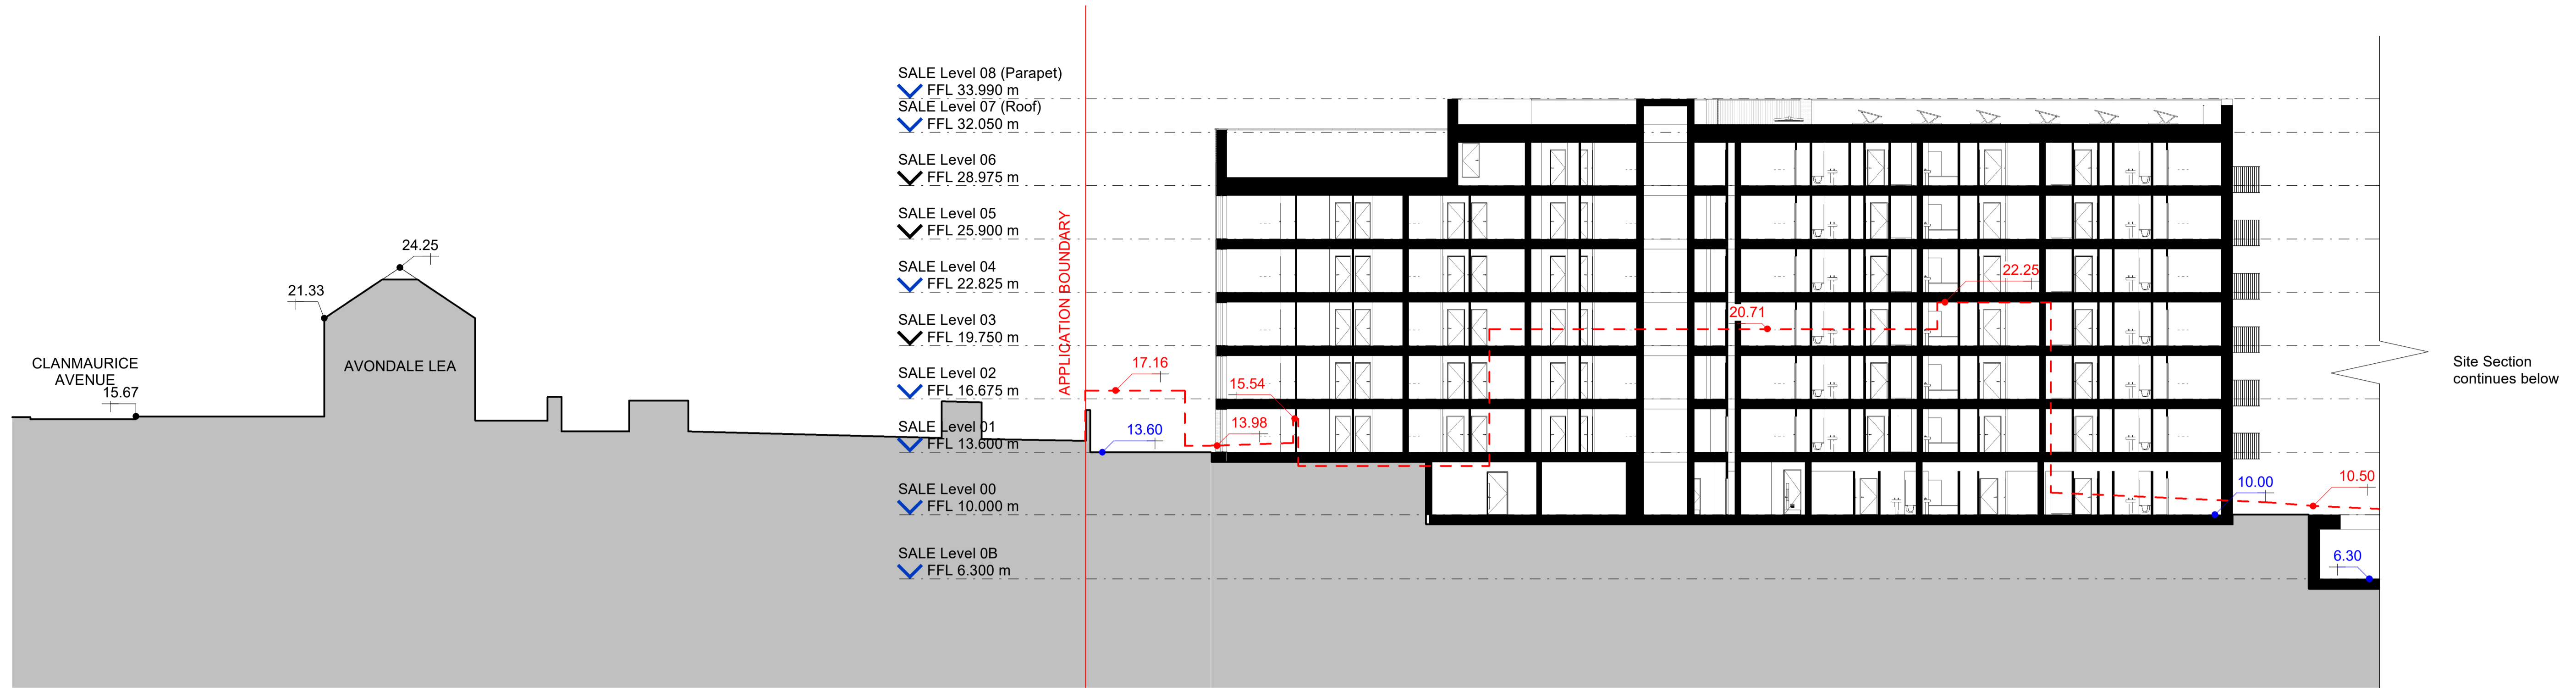 SALE Level 08 (Parapet)
FFL 33.990 m
SALE Level 07 (Roof)
FFL 32.050 m
SALE Level 06
FFL 28.975 m
SALE Level 05
FFL 25.900 m
SALE Level 04
FFL 22.825 m
SALE Level 03
FFL 19.750 m
SALE Level 02
FFL 16.675 m
SALE Level 01
FFL 13.600 m
SALE Level 00
FFL 10.000 m
SALE Level 0B
FFL 6.300 m
24.25
21.33
CLANMAURICE
AVENUE
15.67
AVONDALE LEA
APPLICATION BOUNDARY
17.16
15.54
13.98
13.60
20.71
22.25
10.00
10.50
6.30
Site Section
continues below